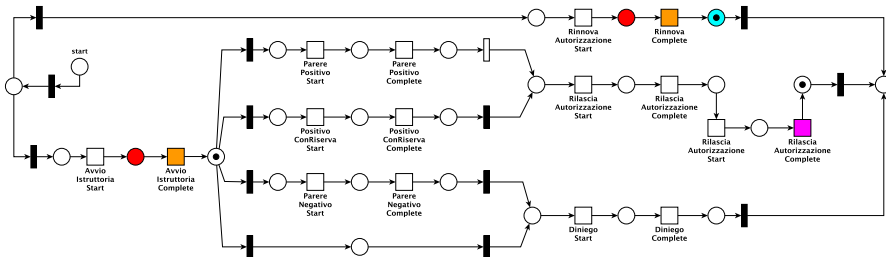 Rinnova
Autorizzazione
Start
Rinnova
Complete
start
Parere
Positivo
Start
Parere
Positivo
Complete
Rilascia
Autorizzazione
Start
Rilascia
Autorizzazione
Complete
Positivo
ConRiserva
Start
Positivo
ConRiserva
Complete
Rilascia
Autorizzazione
Start
Rilascia
Autorizzazione
Complete
Avvio
Istruttoria
Start
Avvio
Istruttoria
Complete
Parere
Negativo
Start
Parere
Negativo
Complete
Diniego
Start
Diniego
Complete